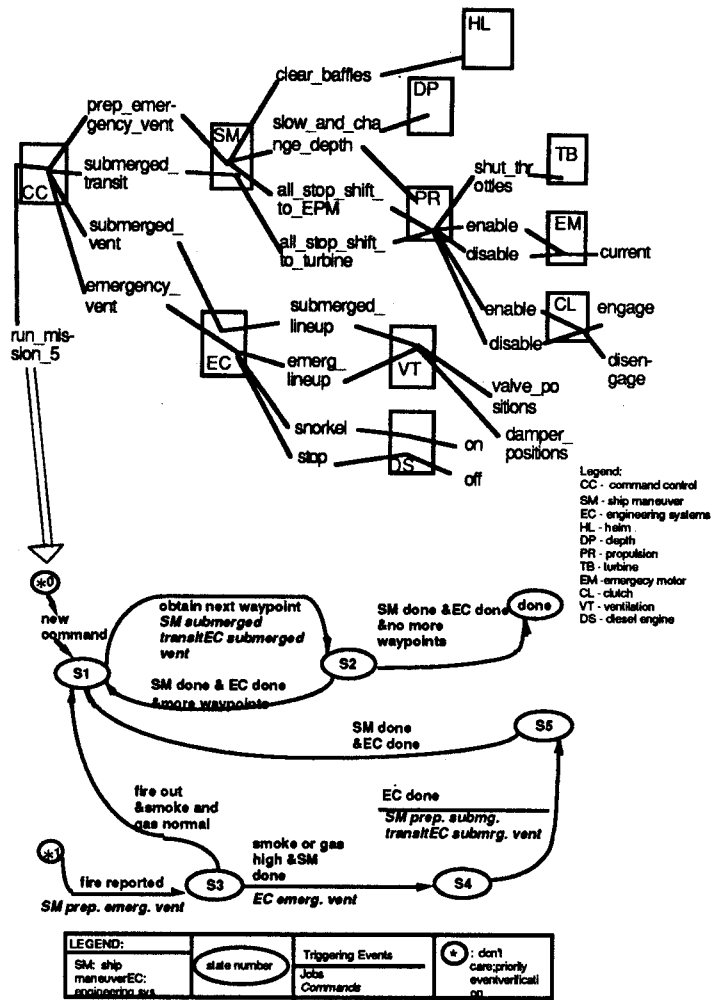 HL
clear_baffles
DP
prep_emer-
gency_vent
SM
slow_and_cha
nge_depth
TB
shut_thr
ottles
submerged_
transit
CC
all_stop_shift_
to_EPM
PR
EM
enable
submerged_
vent
all_stop_shift_
to_turbine
disable
current
emergency_
vent
submerged_
lineup
CL
engage
enable
run_mis-
sion_5
EC
emerg_
lineup
VT
disable
disen-
gage
valve_po
sitions
snorkel
damper_
positions
on
stop
DS
off
Legend:
CC - command control
SM - ship maneuver
EC - engineering systems
HL - helm
DP - depth
PR - propulsion
TB - turbine
EM - emergecy motor
CL - clutch
VT - ventilation
DS - diesel engine
*0
new
command
obtain next waypoint
SM submerged
transitEC submerged
vent
SM done &EC done
&no more
waypoints
done
S1
S2
SM done & EC done
&more waypoints
SM done
&EC done
S5
fire out
&smoke and
gas normal
EC done
SM prep. submg.
transitEC submrg. vent
*1
fire reported
SM prep. emerg. vent
S3
smoke or gas
high &SM
done
EC emerg. vent
S4
LEGEND:
SM: ship
maneuverEC:
engineering sys
state number
Triggering Events
Jobs
Commands
* : don't
care;priority
eventverificati
on